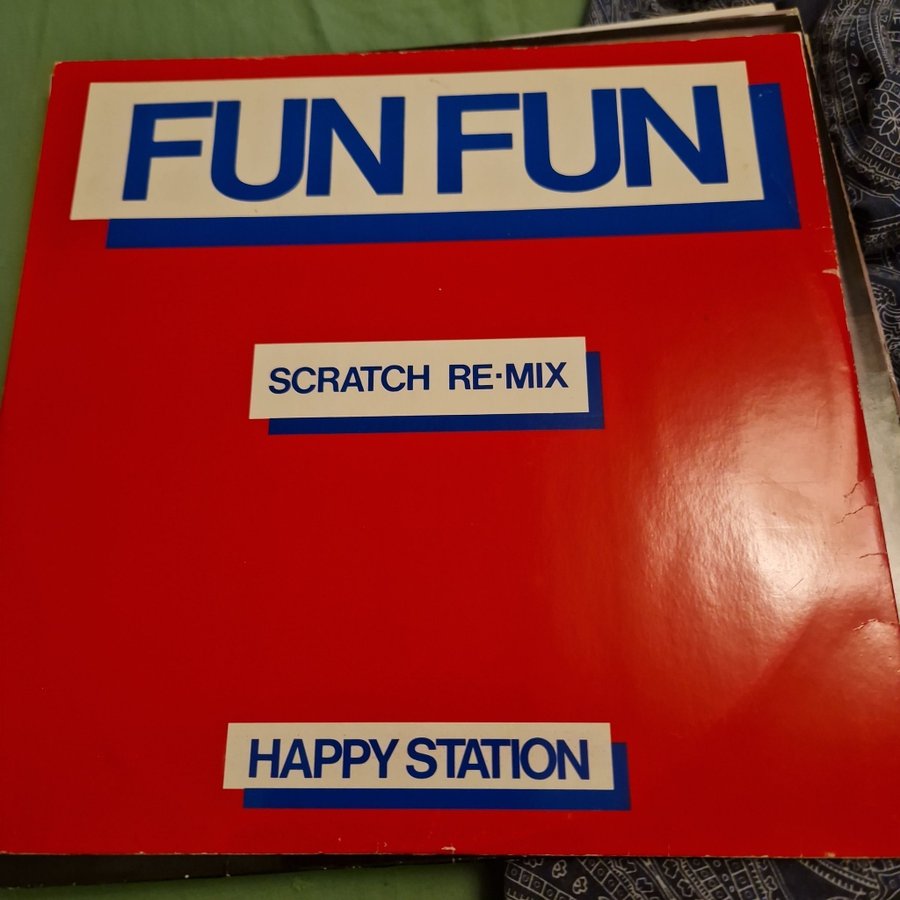 FUN FUN
SCRATCH RE·MIX
HAPPY STATION